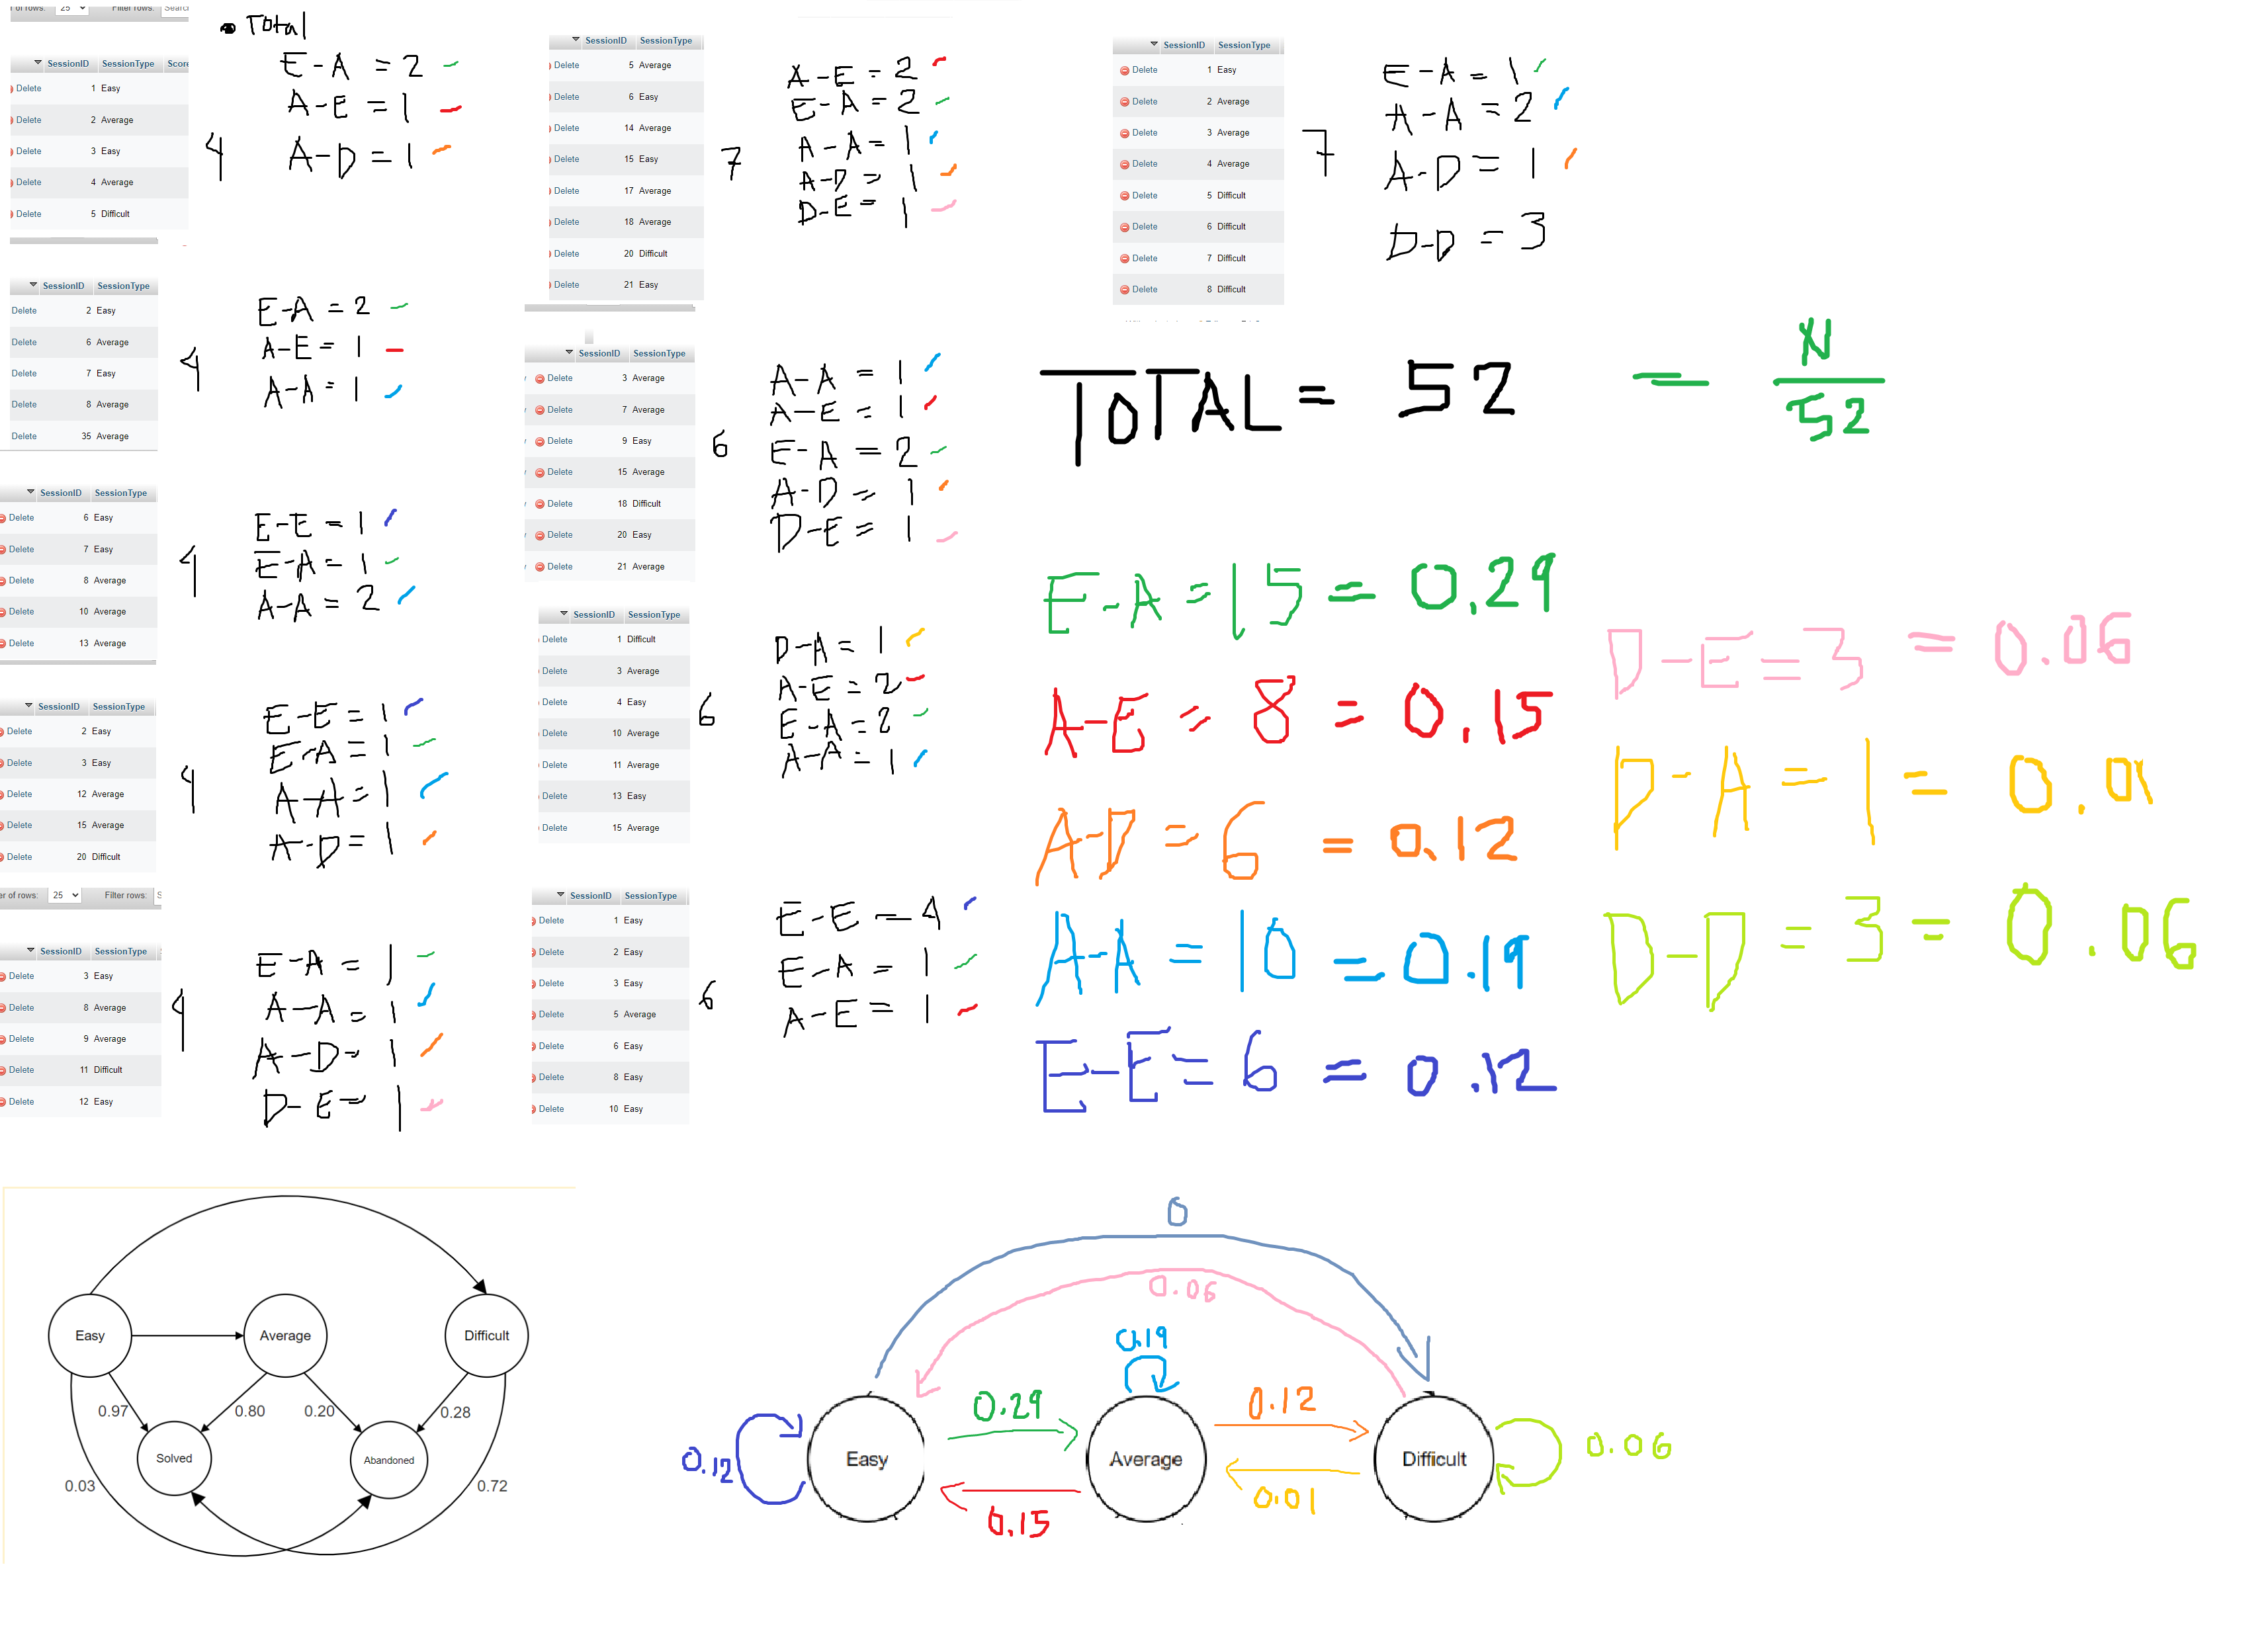 r of rows: 25 Filter rows: Searc
Total
SessionID SessionType Score
Delete 1 Easy
Delete 2 Average
Delete 3 Easy
Delete 4 Average
Delete 5 Difficult
4
E-A = 2
A-E = 1
A-D = 1
SessionID SessionType
Delete 2 Easy
Delete 6 Average
Delete 7 Easy
Delete 8 Average
Delete 35 Average
4
E-A = 2
A-E = 1
A-A = 1
SessionID SessionType
Delete 6 Easy
Delete 7 Easy
Delete 8 Average
Delete 10 Average
Delete 13 Average
4
E-E = 1
E-A = 1
A-A = 2
SessionID SessionType
Delete 2 Easy
Delete 3 Easy
Delete 12 Average
Delete 15 Average
Delete 20 Difficult
4
E-E = 1
E-A = 1
A-A = 1
A-D = 1
er of rows: 25 Filter rows: S
SessionID SessionType
Delete 3 Easy
Delete 8 Average
Delete 9 Average
Delete 11 Difficult
Delete 12 Easy
4
E-A = 1
A-A = 1
A-D = 1
D-E = 1
SessionID SessionType
Delete 5 Average
Delete 6 Easy
Delete 14 Average
Delete 15 Easy
Delete 17 Average
Delete 18 Average
Delete 20 Difficult
Delete 21 Easy
7
A-E = 2
E-A = 2
A-A = 1
A-D = 1
D-E = 1
SessionID SessionType
Delete 3 Average
Delete 7 Average
Delete 9 Easy
Delete 15 Average
Delete 18 Difficult
Delete 20 Easy
Delete 21 Average
6
A-A = 1
A-E = 1
E-A = 2
A-D = 1
D-E = 1
SessionID SessionType
Delete 1 Difficult
Delete 3 Average
Delete 4 Easy
Delete 10 Average
Delete 11 Average
Delete 13 Easy
Delete 15 Average
6
D-A = 1
A-E = 2
E-A = 2
A-A = 1
SessionID SessionType
Delete 1 Easy
Delete 2 Easy
Delete 3 Easy
Delete 5 Average
Delete 6 Easy
Delete 8 Easy
Delete 10 Easy
6
E-E = 4
E-A = 1
A-E = 1
SessionID SessionType
Delete 1 Easy
Delete 2 Average
Delete 3 Average
Delete 4 Average
Delete 5 Difficult
Delete 6 Difficult
Delete 7 Difficult
Delete 8 Difficult
7
E-A = 1
A-A = 2
A-D = 1
D-D = 3
TOTAL = 52 = N
52
E-A = 15 = 0.29
A-E = 8 = 0.15
A-D = 6 = 0.12
A-A = 10 = 0.19
E-E = 6 = 0.12
D-E = 3 = 0.06
D-A = 1 = 0.01
D-D = 3 = 0.06
Easy
Average
Difficult
0.97
0.80
0.20
0.28
Solved
Abandoned
0.03
0.72
0
0.06
0.19
0.29
0.12
0.12
Easy
Average
Difficult
0.06
0.15
0.01